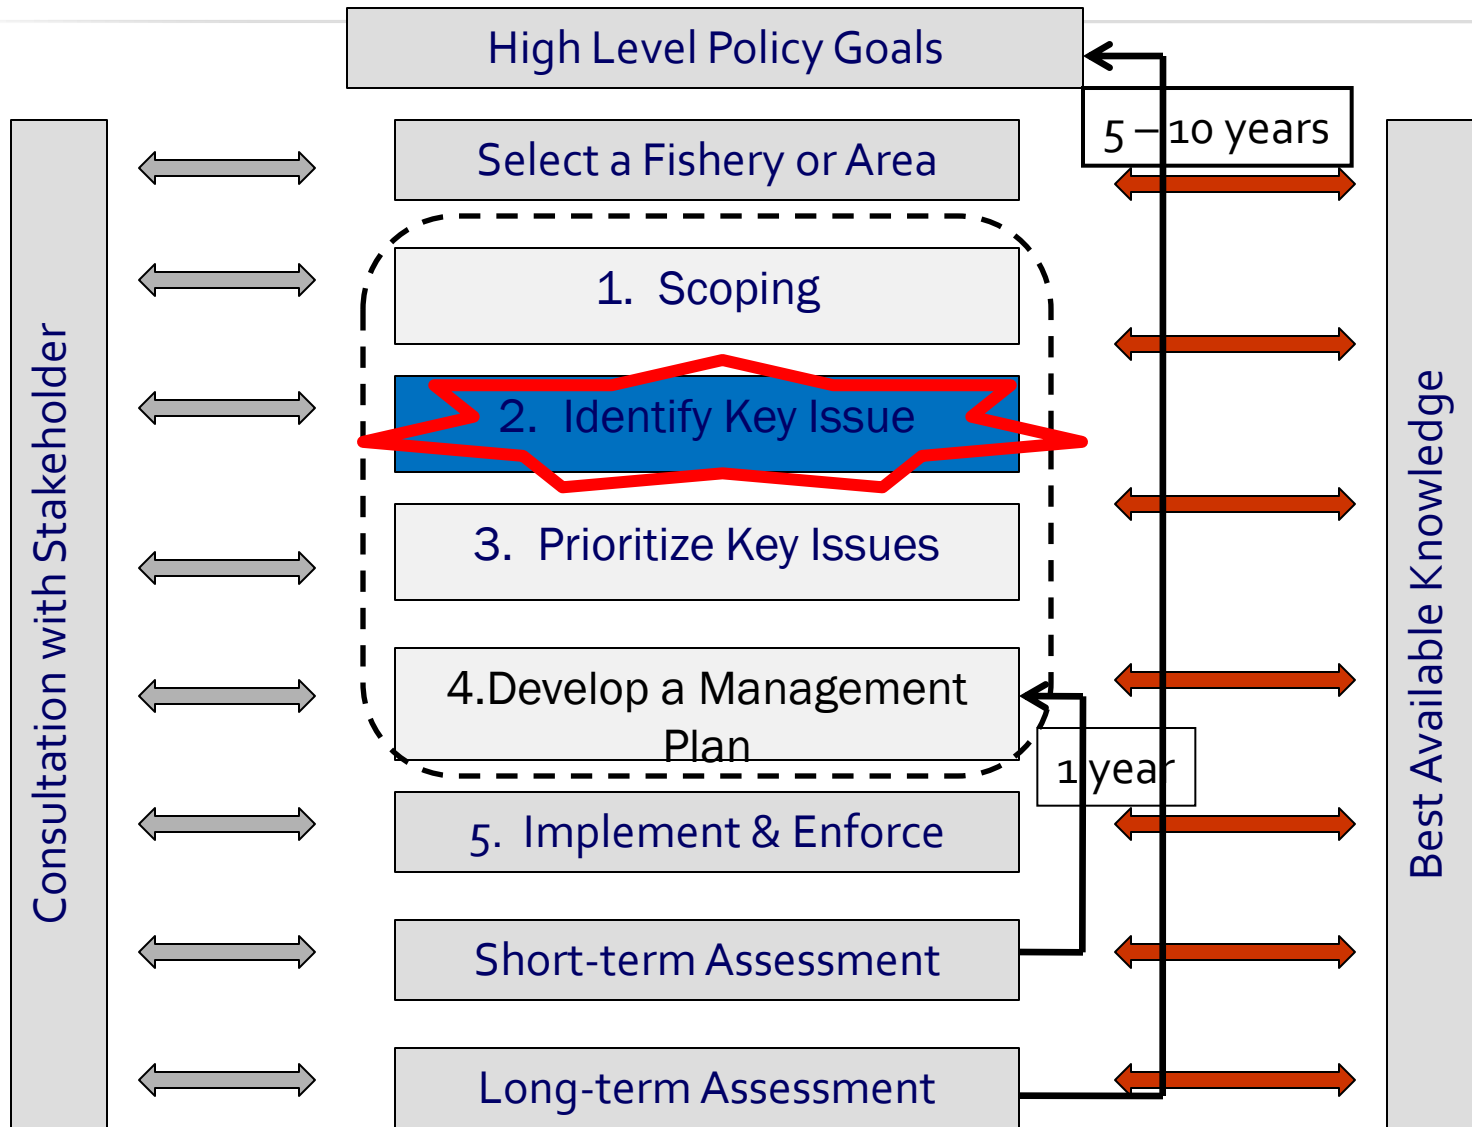 High Level Policy Goals
5 – 10 years
Select a Fishery or Area
1. Scoping
2. Identify Key Issue
3. Prioritize Key Issues
4.Develop a Management
Plan
1 year
5. Implement & Enforce
Short-term Assessment
Long-term Assessment
Consultation with Stakeholder
Best Available Knowledge